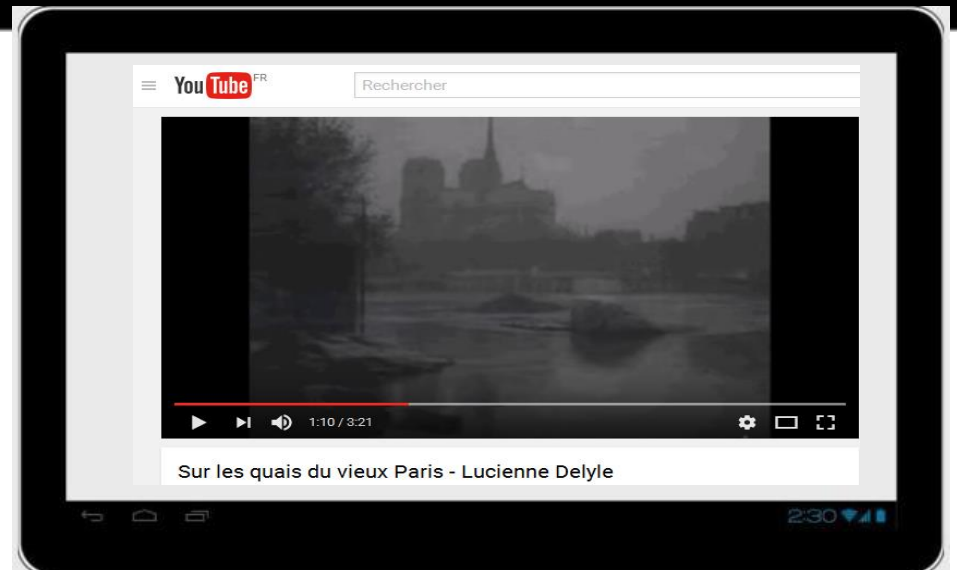 YouTube FR
Rechercher
1:10 / 3:21
Sur les quais du vieux Paris - Lucienne Delyle
2:30